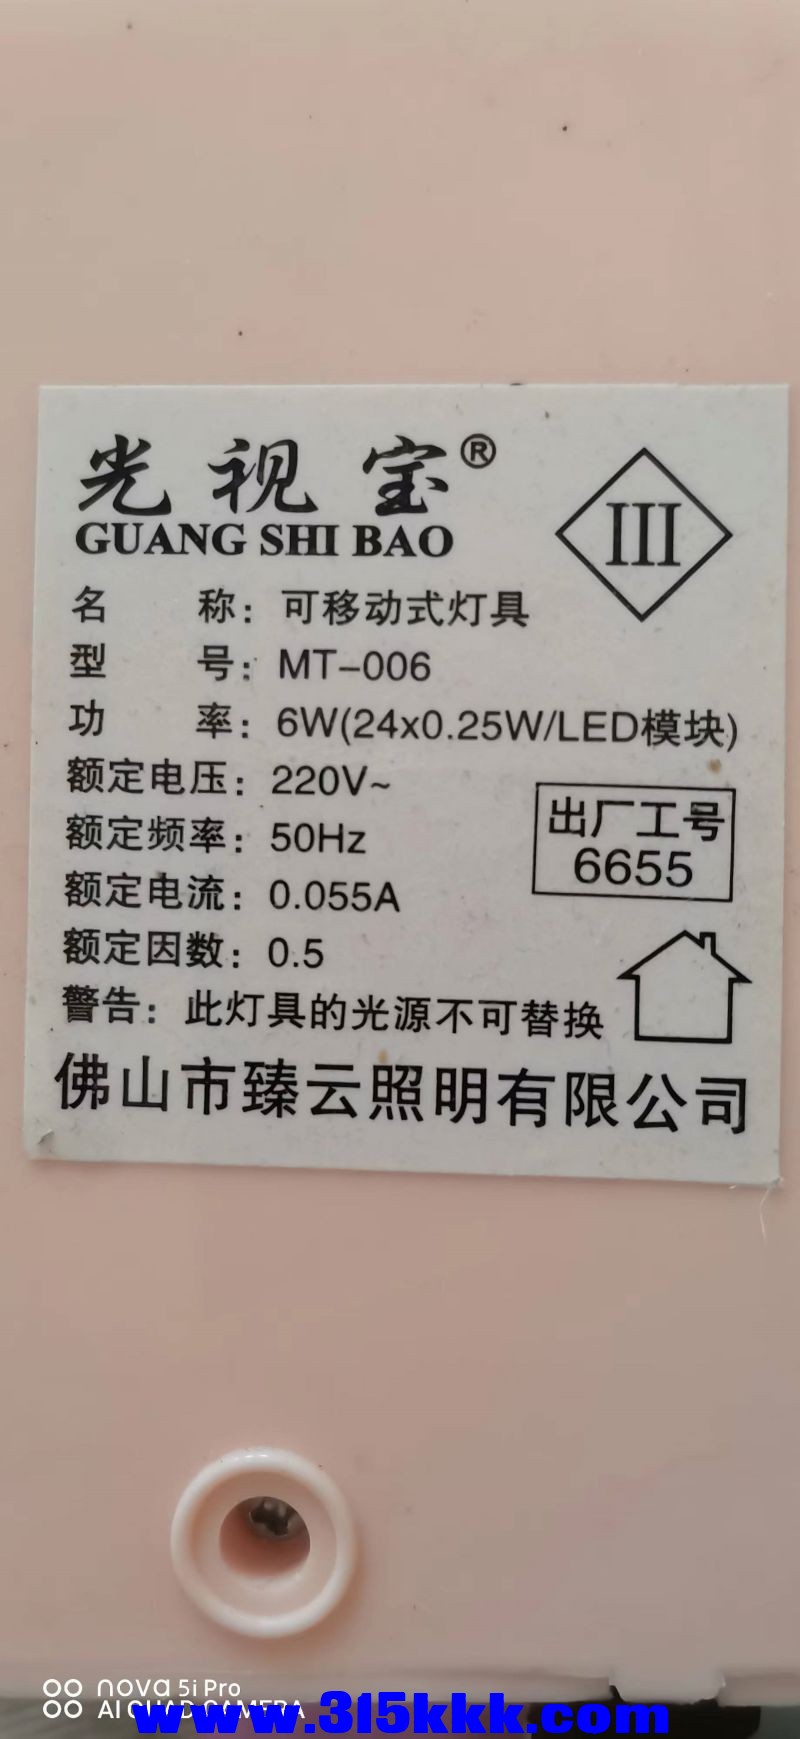 光视宝®
GUANG SHI BAO
III
名 称：可移动式灯具
型 号：MT-006
功 率：6W(24x0.25W/LED模块)
额定电压：220V~
额定频率：50Hz
额定电流：0.055A
额定因数：0.5
出厂工号
6655
警告：此灯具的光源不可替换
佛山市臻云照明有限公司
nova 5i Pro
AI QUAD CAMERA
www.315kkk.com